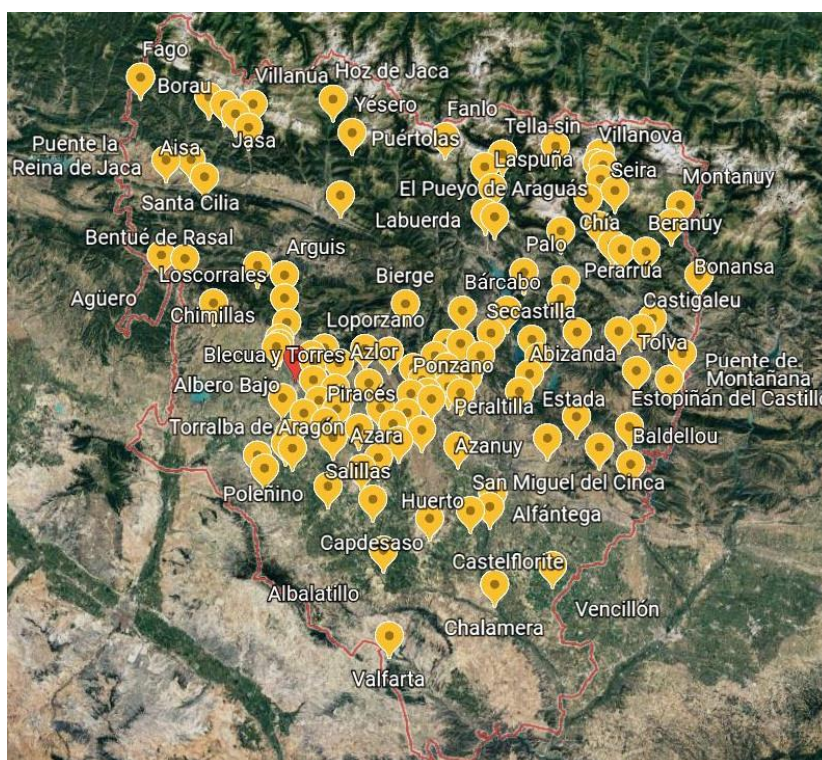 Fago
Hoz de Jaca
Villanúa
Borau
Yésero
Fanlo
Tella-sin
Villanova
Puértolas
Jasa
Puente la
Reina de Jaca
Aisa
Laspuña
Seira
El Pueyo de Araguás
Montanuy
Santa Cilia
Labuerda
Chia
Beranúy
Bentué de Rasal
Arguis
Palo
Perarrúa
Bonansa
Loscorrales
Bierge
Bárcabo
Agüero
Chimillas
Loporzano
Secastilla
Castigaleu
Blecua y Torres
Azlor
Ponzano
Abizanda
Tolva
Puente de
Montañana
Albero Bajo
Piracés
Peraltilla
Estada
Estopiñán del Castillo
Torralba de Aragón
Azara
Azanuy
Baldellou
Salillas
San Miguel del Cinca
Poleñino
Huerto
Alfántega
Capdesaso
Castelflorite
Albalatillo
Vencillón
Chalamera
Valfarta